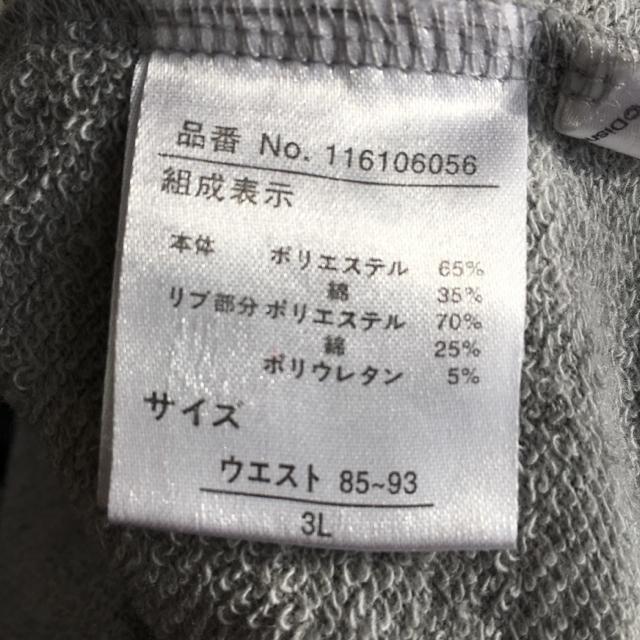 品番 No. 116106056
組成表示
本体 ポリエステル 65%
綿 35%
リブ部分 ポリエステル 70%
綿 25%
ポリウレタン 5%
サイズ
ウエスト 85~93
3L